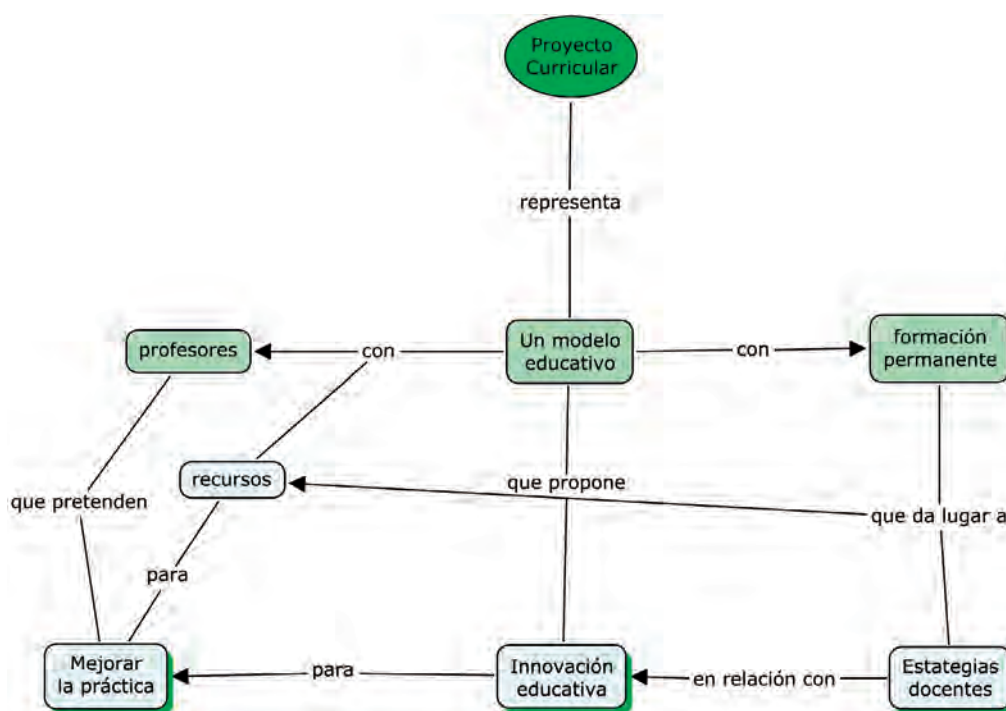 Proyecto
Curricular
representa
profesores
con
Un modelo
educativo
con
formación
permanente
recursos
que propone
que pretenden
que da lugar a
para
Mejorar
la práctica
para
Innovación
educativa
en relación con
Estategias
docentes